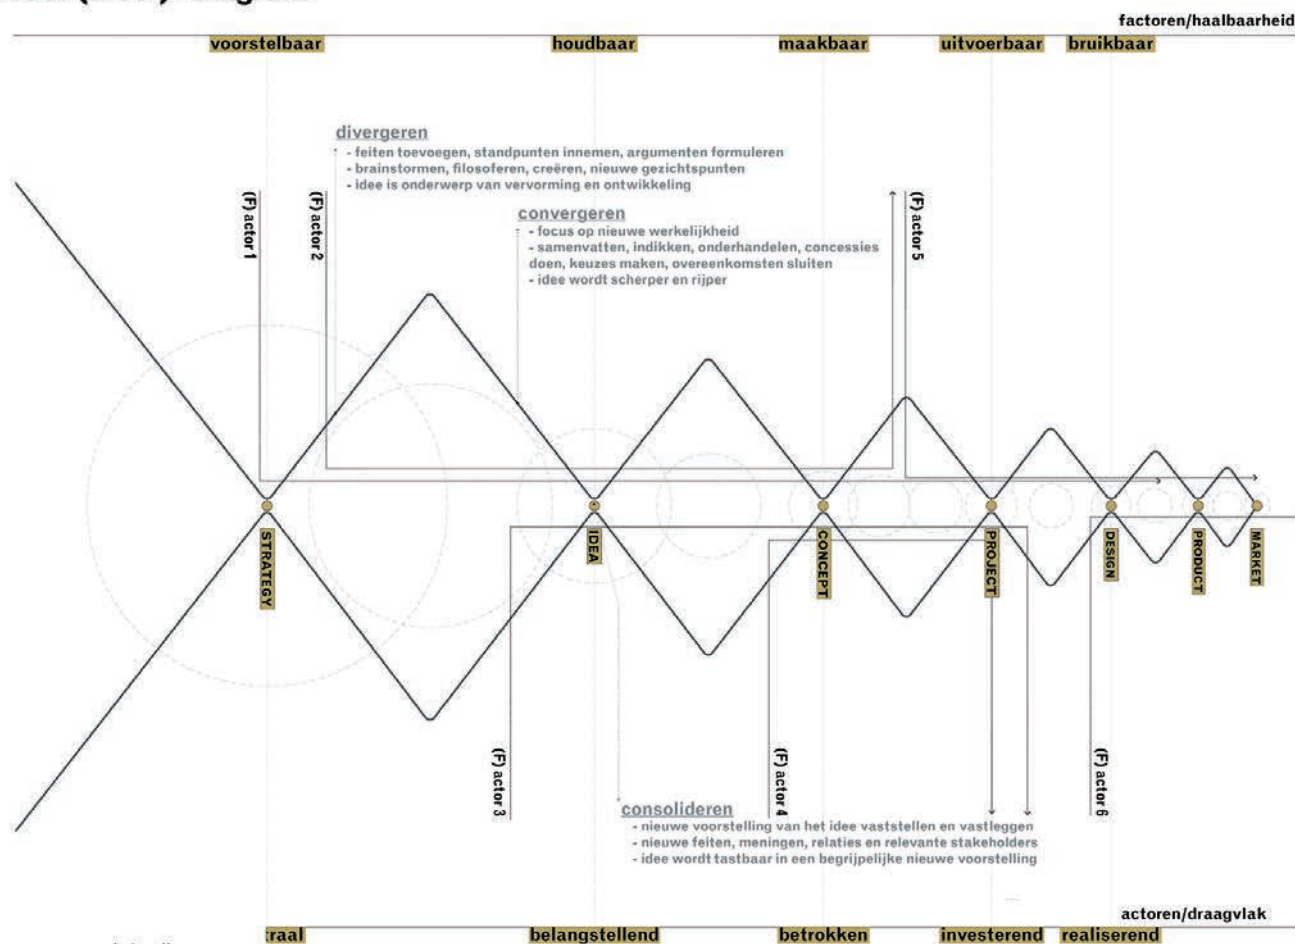 factoren/haalbaarheid
voorstelbaar houdbaar maakbaar uitvoerbaar bruikbaar
divergeren
- feiten toevoegen, standpunten innemen, argumenten formuleren
- brainstormen, filosoferen, creëren, nieuwe gezichtspunten
- idee is onderwerp van vervorming en ontwikkeling
convergeren
- focus op nieuwe werkelijkheid
- samenvatten, indikken, onderhandelen, concessies
doen, keuzes maken, overeenkomsten sluiten
- idee wordt scherper en rijper
(F) actor 1
(F) actor 2
(F) actor 5
STRATEGY
IDEA
CONCEPT
PROJECT
DESIGN
PRODUCT
MARKET
(F) actor 3
(F) actor 4
(F) actor 6
consolideren
- nieuwe voorstelling van het idee vaststellen en vastleggen
- nieuwe feiten, meningen, relaties en relevante stakeholders
- idee wordt tastbaar in een begrijpelijke nieuwe voorstelling
actoren/draagvlak
traal belangstellend betrokken investerend realiserend